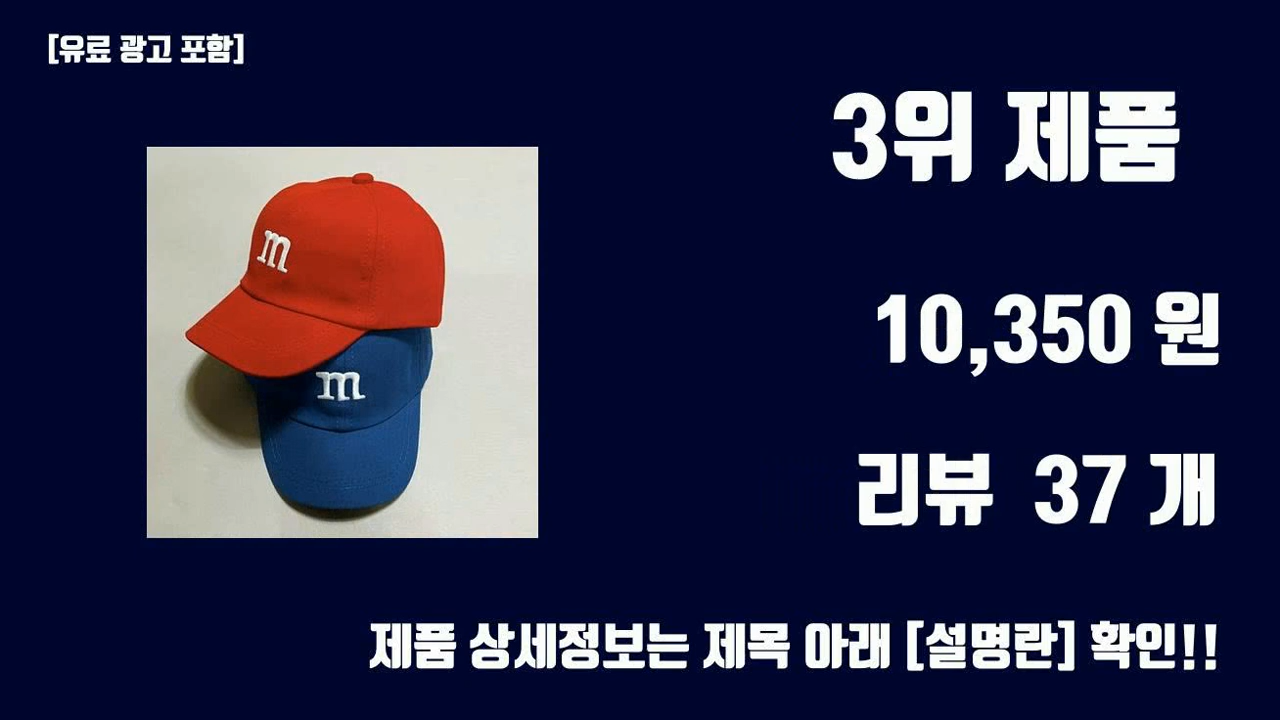 [유료 광고 포함]
3위 제품
m
m
10,350 원
리뷰 37 개
제품 상세정보는 제목 아래 [설명란] 확인!!